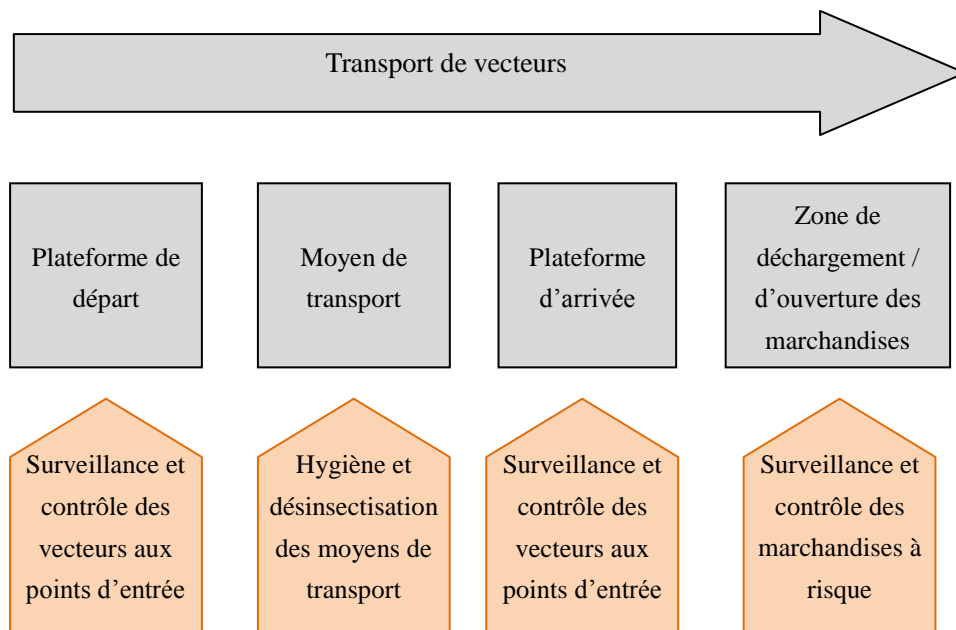 Transport de vecteurs
Plateforme de
départ
Moyen de
transport
Plateforme
d’arrivée
Zone de
déchargement /
d’ouverture des
marchandises
Surveillance et
contrôle des
vecteurs aux
points d’entrée
Hygiène et
désinsectisation
des moyens de
transport
Surveillance et
contrôle des
vecteurs aux
points d’entrée
Surveillance et
contrôle des
marchandises à
risque